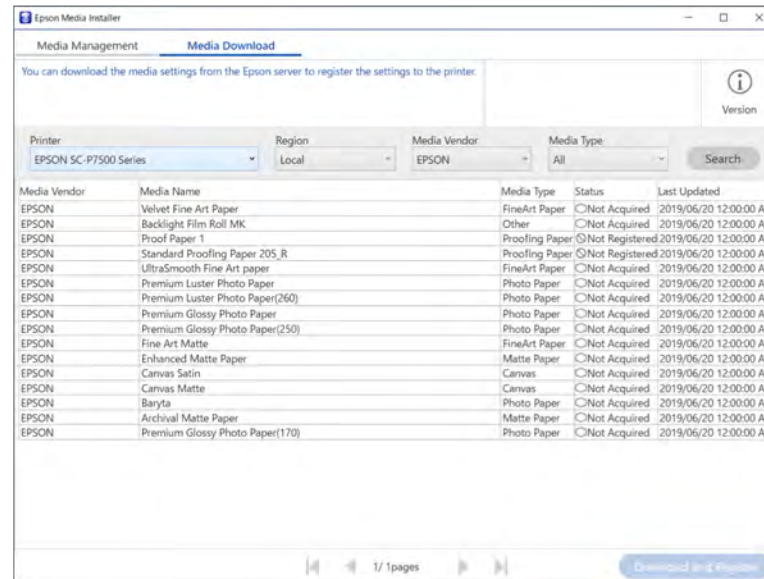 Epson Media Installer
Media Management Media Download
You can download the media settings from the Epson server to register the settings to the printer.
Version
Printer Region Media Vendor Media Type
EPSON SC-P7500 Series Local EPSON All Search
Media Vendor Media Name Media Type Status Last Updated
EPSON Velvet Fine Art Paper FineArt Paper Not Acquired 2019/06/20 12:00:00 A
EPSON Backlight Film Roll MK Other Not Acquired 2019/06/20 12:00:00 A
EPSON Proof Paper 1 Proofing Paper Not Registered 2019/06/20 12:00:00 A
EPSON Standard Proofing Paper 205_R Proofing Paper Not Registered 2019/06/20 12:00:00 A
EPSON UltraSmooth Fine Art paper FineArt Paper Not Acquired 2019/06/20 12:00:00 A
EPSON Premium Luster Photo Paper Photo Paper Not Acquired 2019/06/20 12:00:00 A
EPSON Premium Luster Photo Paper(260) Photo Paper Not Acquired 2019/06/20 12:00:00 A
EPSON Premium Glossy Photo Paper Photo Paper Not Acquired 2019/06/20 12:00:00 A
EPSON Premium Glossy Photo Paper(250) Photo Paper Not Acquired 2019/06/20 12:00:00 A
EPSON Fine Art Matte FineArt Paper Not Acquired 2019/06/20 12:00:00 A
EPSON Enhanced Matte Paper Matte Paper Not Acquired 2019/06/20 12:00:00 A
EPSON Canvas Satin Canvas Not Acquired 2019/06/20 12:00:00 A
EPSON Canvas Matte Canvas Not Acquired 2019/06/20 12:00:00 A
EPSON Baryta Photo Paper Not Acquired 2019/06/20 12:00:00 A
EPSON Archival Matte Paper Matte Paper Not Acquired 2019/06/20 12:00:00 A
EPSON Premium Glossy Photo Paper(170) Photo Paper Not Acquired 2019/06/20 12:00:00 A
1/ 1pages Download and Register